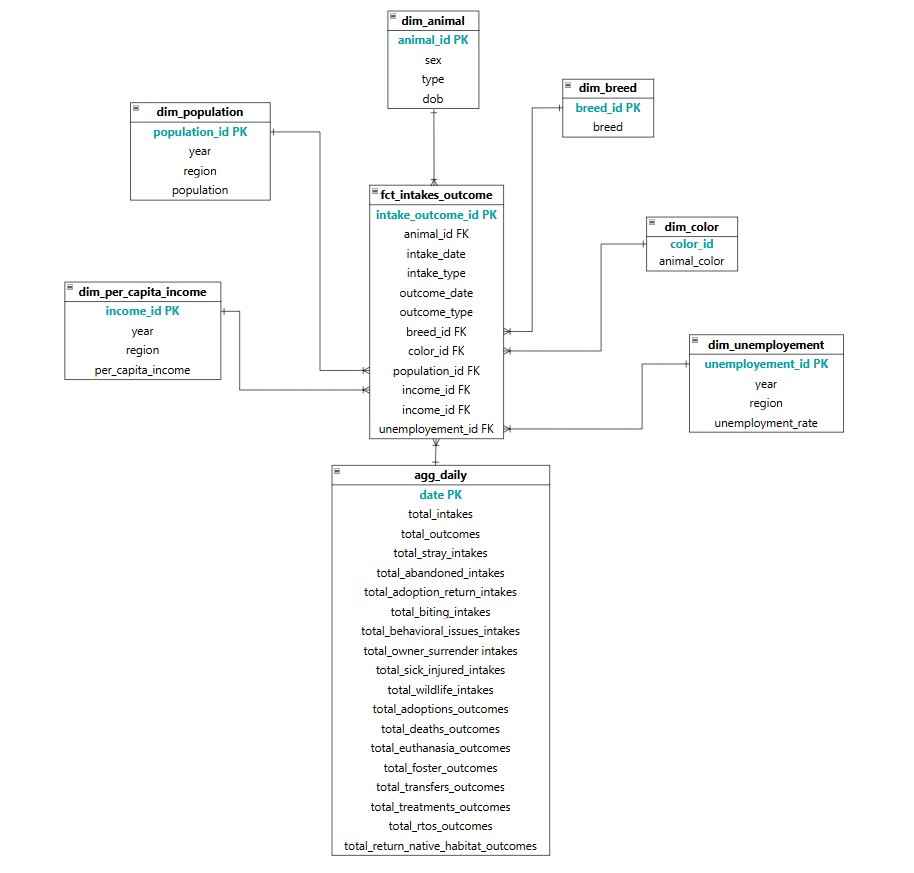 dim_animal
animal_id PK
sex
type
dob
dim_breed
breed_id PK
breed
dim_population
population_id PK
year
region
population
fct_intakes_outcome
intake_outcome_id PK
animal_id FK
intake_date
intake_type
outcome_date
outcome_type
breed_id FK
color_id FK
population_id FK
income_id FK
income_id FK
unemployement_id FK
dim_color
color_id
animal_color
dim_per_capita_income
income_id PK
year
region
per_capita_income
dim_unemployement
unemployement_id PK
year
region
unemployment_rate
agg_daily
date PK
total_intakes
total_outcomes
total_stray_intakes
total_abandoned_intakes
total_adoption_return_intakes
total_biting_intakes
total_behavioral_issues_intakes
total_owner_surrender intakes
total_sick_injured_intakes
total_wildlife_intakes
total_adoptions_outcomes
total_deaths_outcomes
total_euthanasia_outcomes
total_foster_outcomes
total_transfers_outcomes
total_treatments_outcomes
total_rtos_outcomes
total_return_native_habitat_outcomes